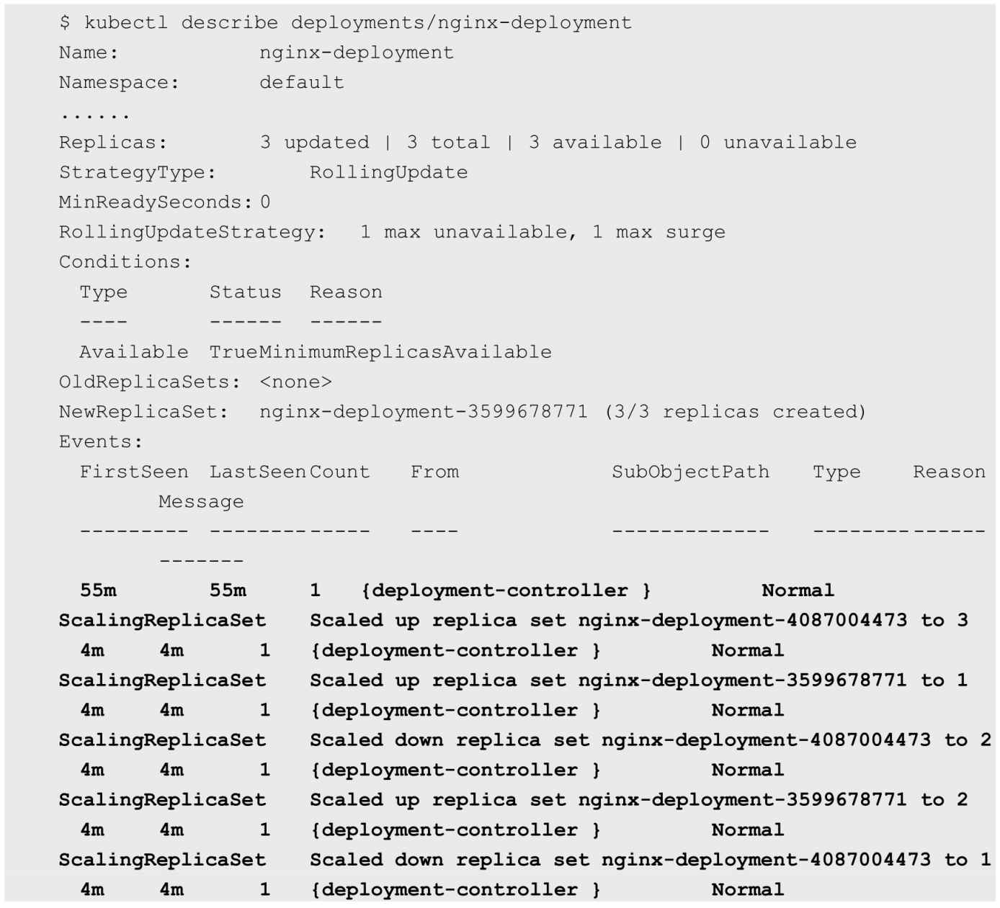 $ kubectl describe deployments/nginx-deployment
Name: nginx-deployment
Namespace: default
......
Replicas: 3 updated | 3 total | 3 available | 0 unavailable
StrategyType: RollingUpdate
MinReadySeconds: 0
RollingUpdateStrategy: 1 max unavailable, 1 max surge
Conditions:
Type Status Reason
---- ------ ------
Available TrueMinimumReplicasAvailable
OldReplicaSets: <none>
NewReplicaSet: nginx-deployment-3599678771 (3/3 replicas created)
Events:
FirstSeen LastSeen Count From SubObjectPath Type Reason
Message
--------- -------- ----- ---- ------------- -------- ------
-------
55m 55m 1 {deployment-controller } Normal
ScalingReplicaSet Scaled up replica set nginx-deployment-4087004473 to 3
4m 4m 1 {deployment-controller } Normal
ScalingReplicaSet Scaled up replica set nginx-deployment-3599678771 to 1
4m 4m 1 {deployment-controller } Normal
ScalingReplicaSet Scaled down replica set nginx-deployment-4087004473 to 2
4m 4m 1 {deployment-controller } Normal
ScalingReplicaSet Scaled up replica set nginx-deployment-3599678771 to 2
4m 4m 1 {deployment-controller } Normal
ScalingReplicaSet Scaled down replica set nginx-deployment-4087004473 to 1
4m 4m 1 {deployment-controller } Normal